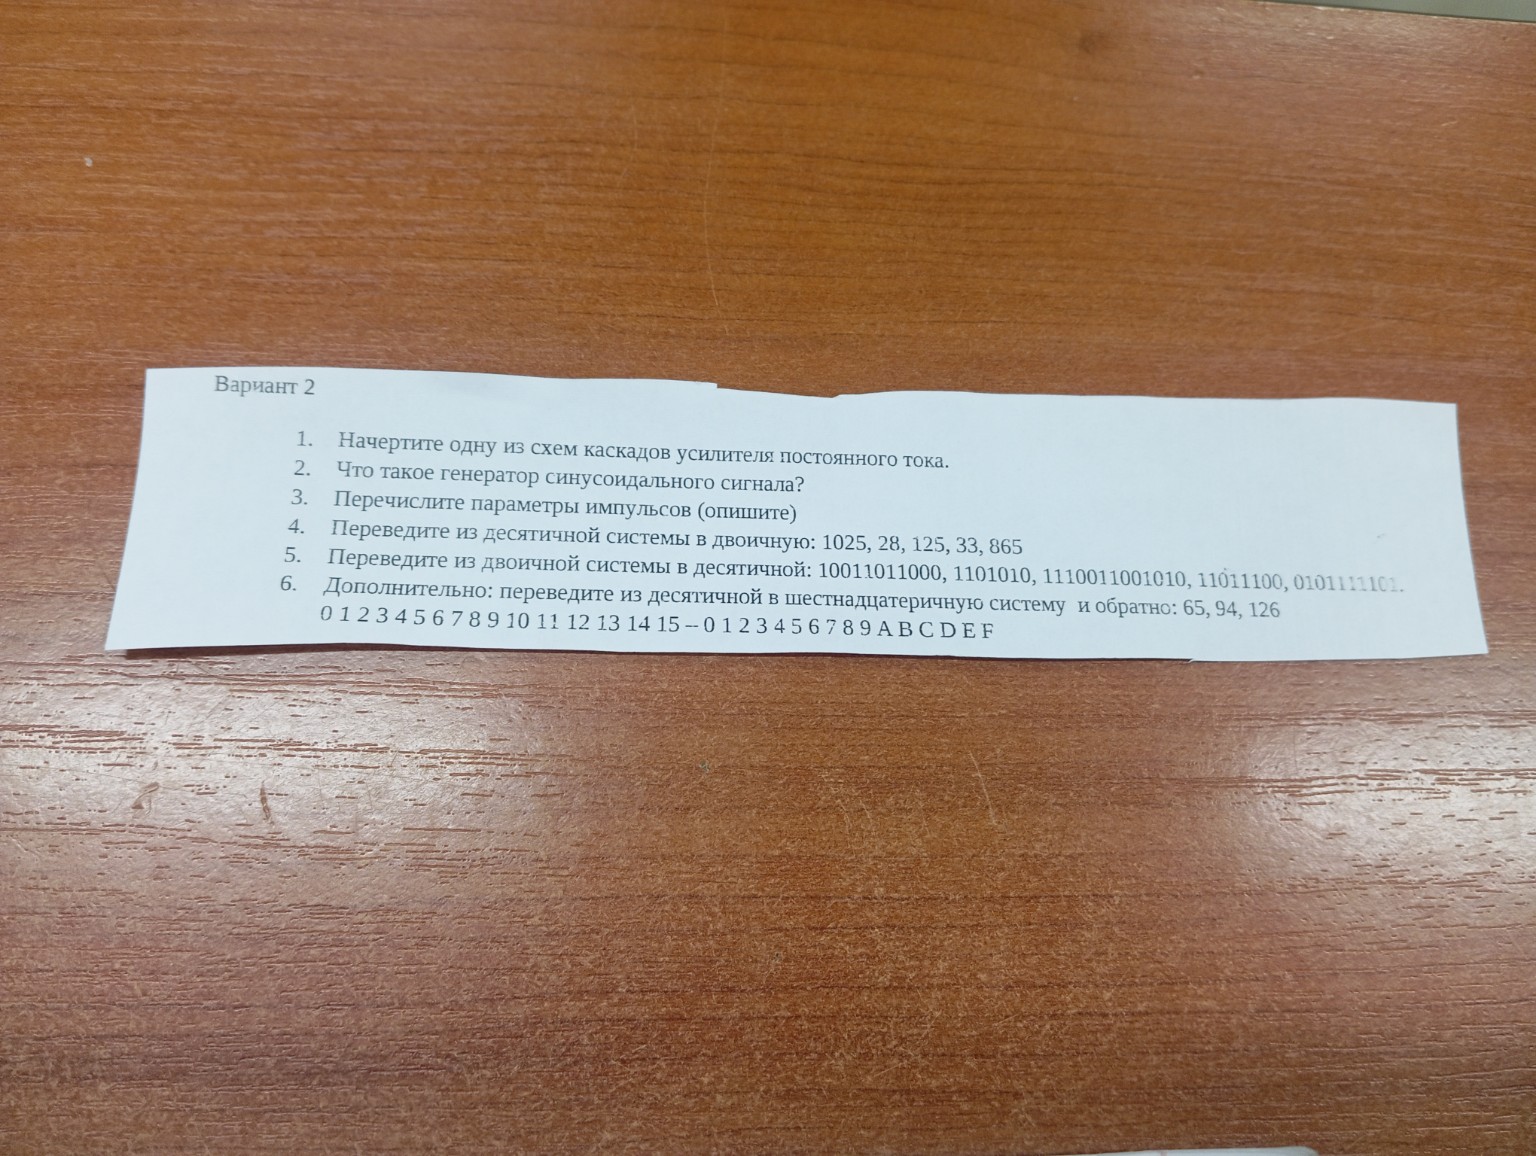 Вариант 2
1. Начертите одну из схем каскадов усилителя постоянного тока.
2. Что такое генератор синусоидального сигнала?
3. Перечислите параметры импульсов (опишите)
4. Переведите из десятичной системы в двоичную: 1025, 28, 125, 33, 865
5. Переведите из двоичной системы в десятичной: 10011011000, 1101010, 1110011001010, 11011100, 0101111101.
6. Дополнительно: переведите из десятичной в шестнадцатеричную систему и обратно: 65, 94, 126
0 1 2 3 4 5 6 7 8 9 10 11 12 13 14 15 – 0 1 2 3 4 5 6 7 8 9 A B C D E F